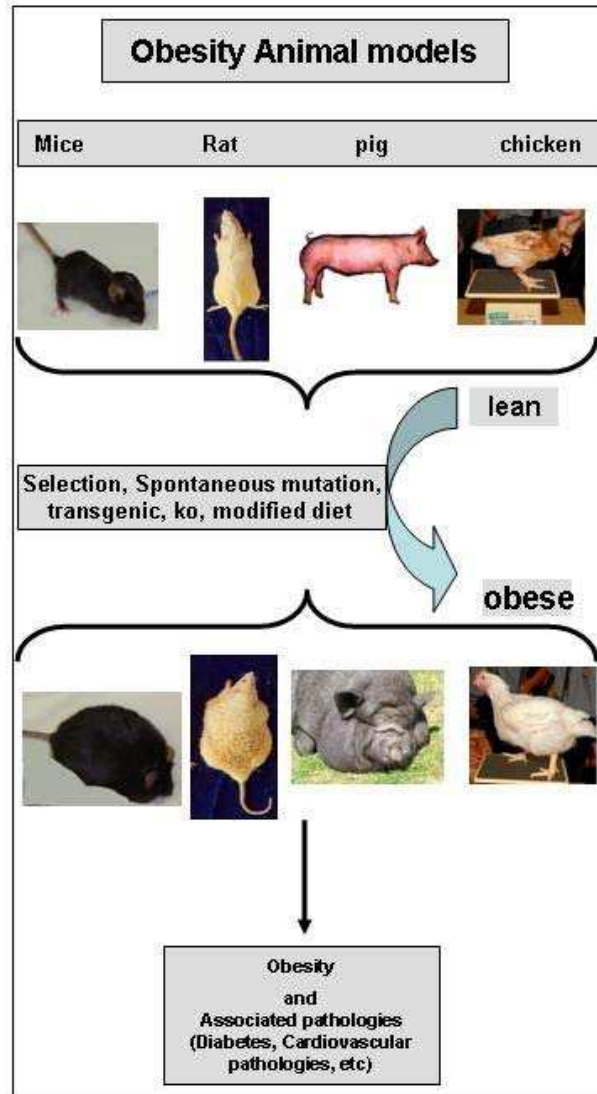 Obesity Animal models
Mice Rat pig chicken
lean
Selection, Spontaneous mutation,
transgenic, ko, modified diet
obese
Obesity
and
Associated pathologies
(Diabetes, Cardiovascular
pathologies, etc)